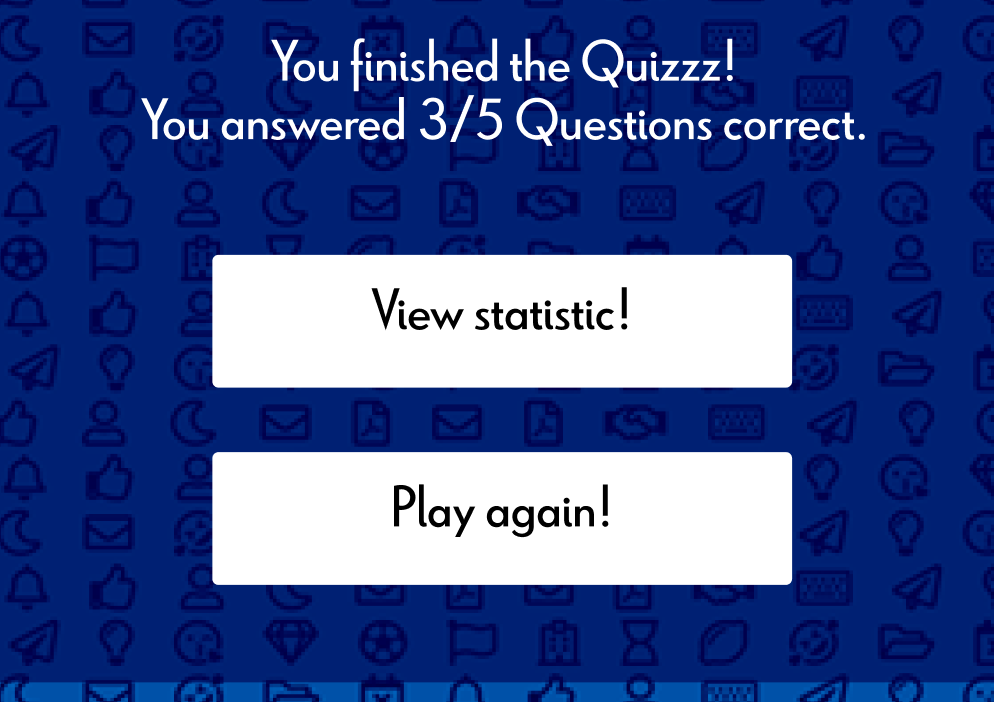 You finished the Quizzz!
You answered 3/5 Questions correct.
View statistic!
Play again!